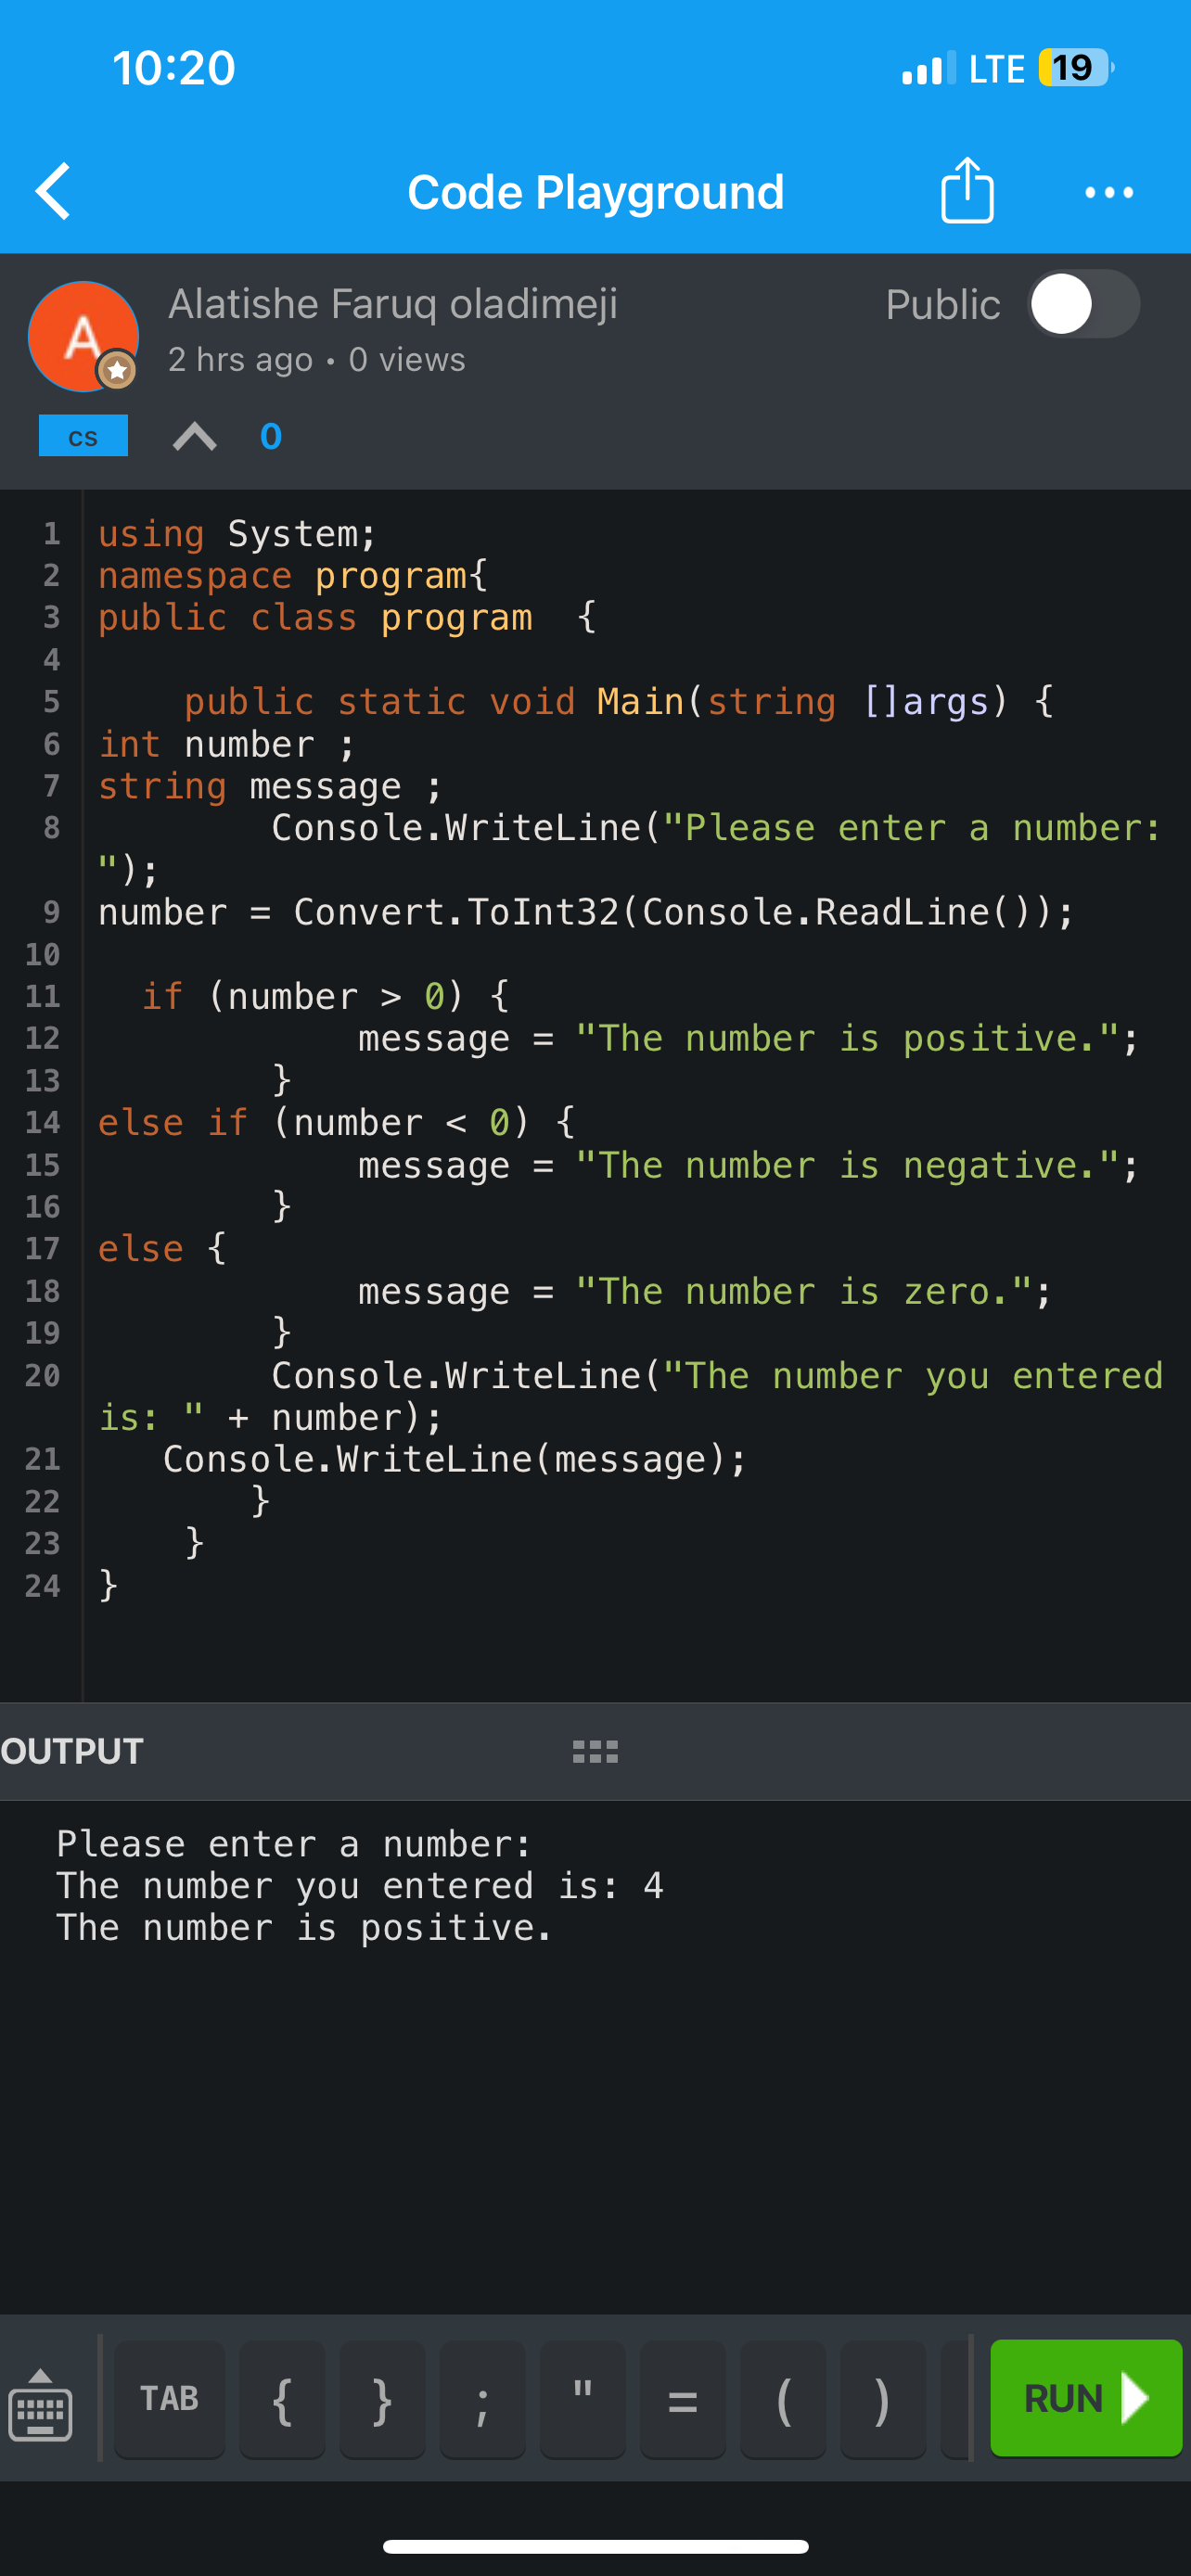 10:20
LTE 19
Code Playground
A
Alatishe Faruq oladimeji
Public
2 hrs ago • 0 views
cs
0
1 using System;
2 namespace program{
3 public class program  {
4
5     public static void Main(string []args) {
6 int number ;
7 string message ;
8         Console.WriteLine("Please enter a number:
");
9 number = Convert.ToInt32(Console.ReadLine());
10
11   if (number > 0) {
12             message = "The number is positive.";
13         }
14 else if (number < 0) {
15             message = "The number is negative.";
16         }
17 else {
18             message = "The number is zero.";
19         }
20         Console.WriteLine("The number you entered
is: " + number);
21    Console.WriteLine(message);
22        }
23     }
24 }
OUTPUT
Please enter a number:
The number you entered is: 4
The number is positive.
TAB { } ; " = ( ) RUN